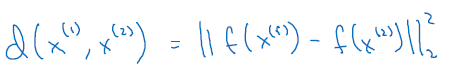 d(x^(1), x^(2)) = ||f(x^(1)) - f(x^(2))||_2^2